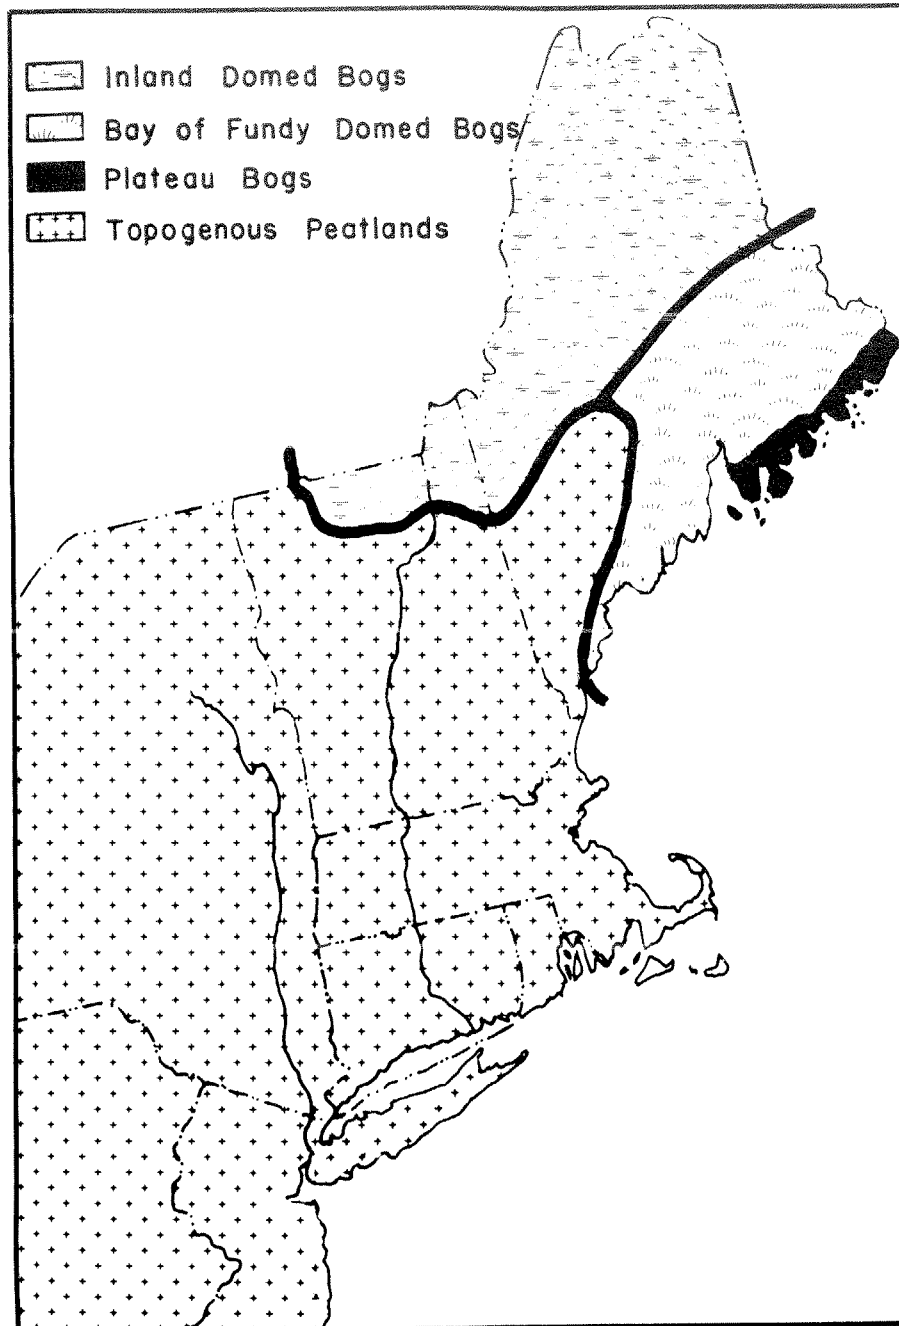 Inland Domed Bogs
Bay of Fundy Domed Bogs
Plateau Bogs
Topogenous Peatlands